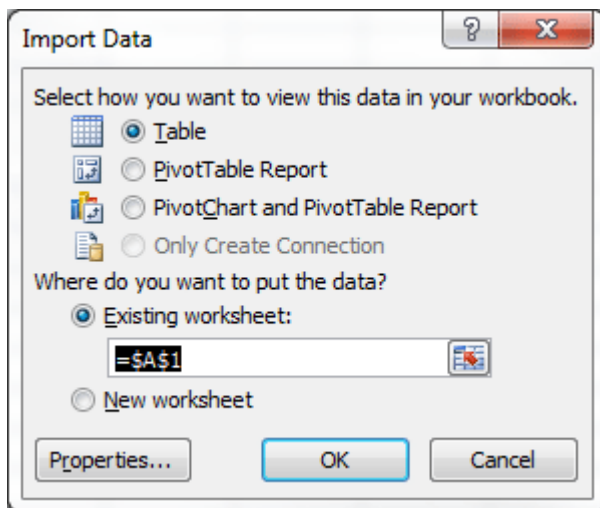 Import Data
Select how you want to view this data in your workbook.
Table
PivotTable Report
PivotChart and PivotTable Report
Only Create Connection
Where do you want to put the data?
Existing worksheet:
=$A$1
New worksheet
Properties... OK Cancel